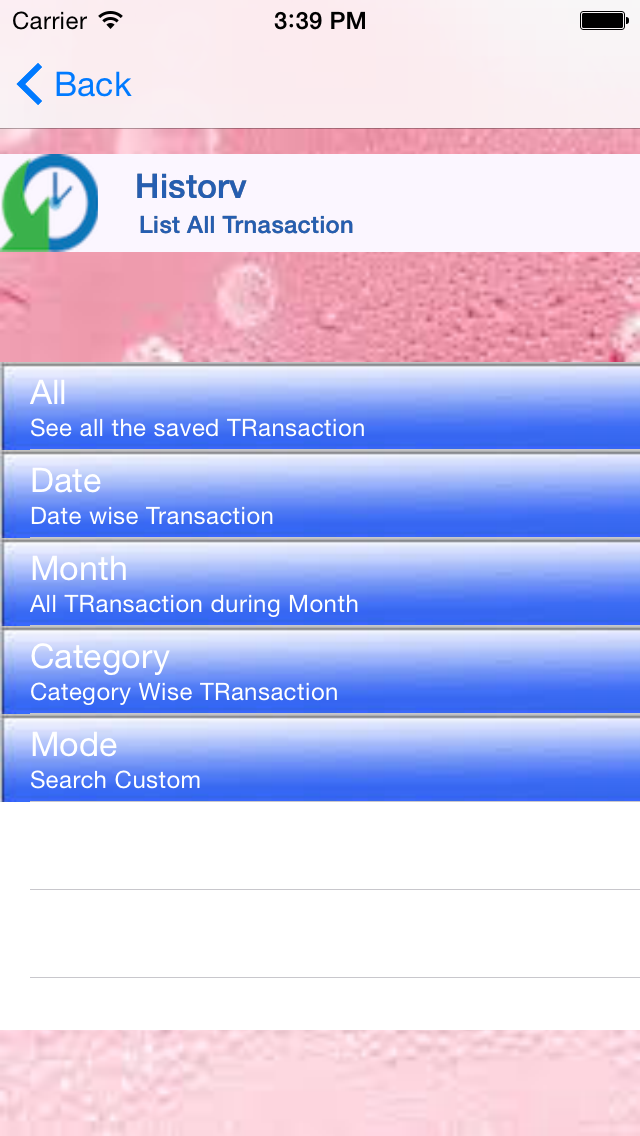 Carrier 3:39 PM
Back
History
List All Trnasaction
All
See all the saved TRansaction
Date
Date wise Transaction
Month
All TRansaction during Month
Category
Category Wise TRansaction
Mode
Search Custom